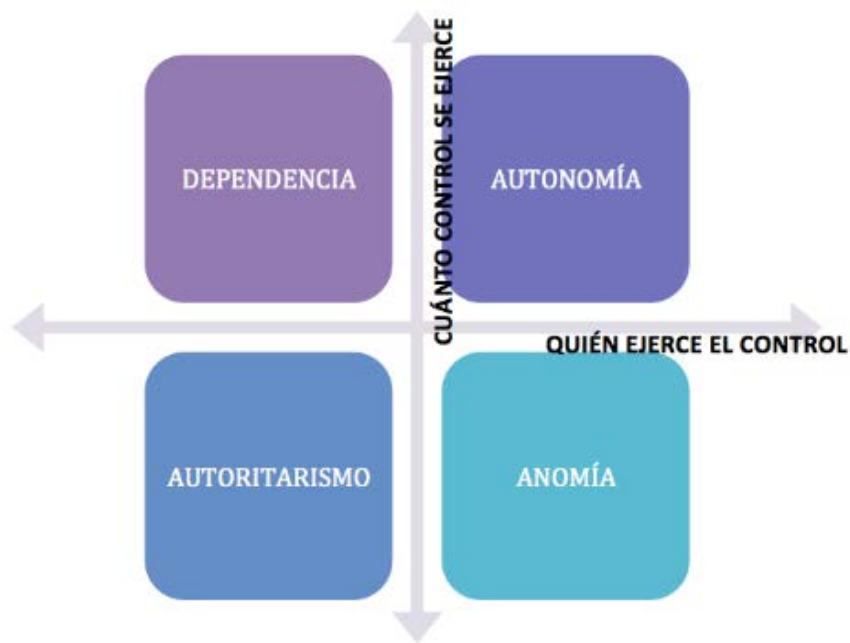 CUÁNTO CONTROL SE EJERCE
DEPENDENCIA
AUTONOMÍA
QUIÉN EJERCE EL CONTROL
AUTORITARISMO
ANOMÍA